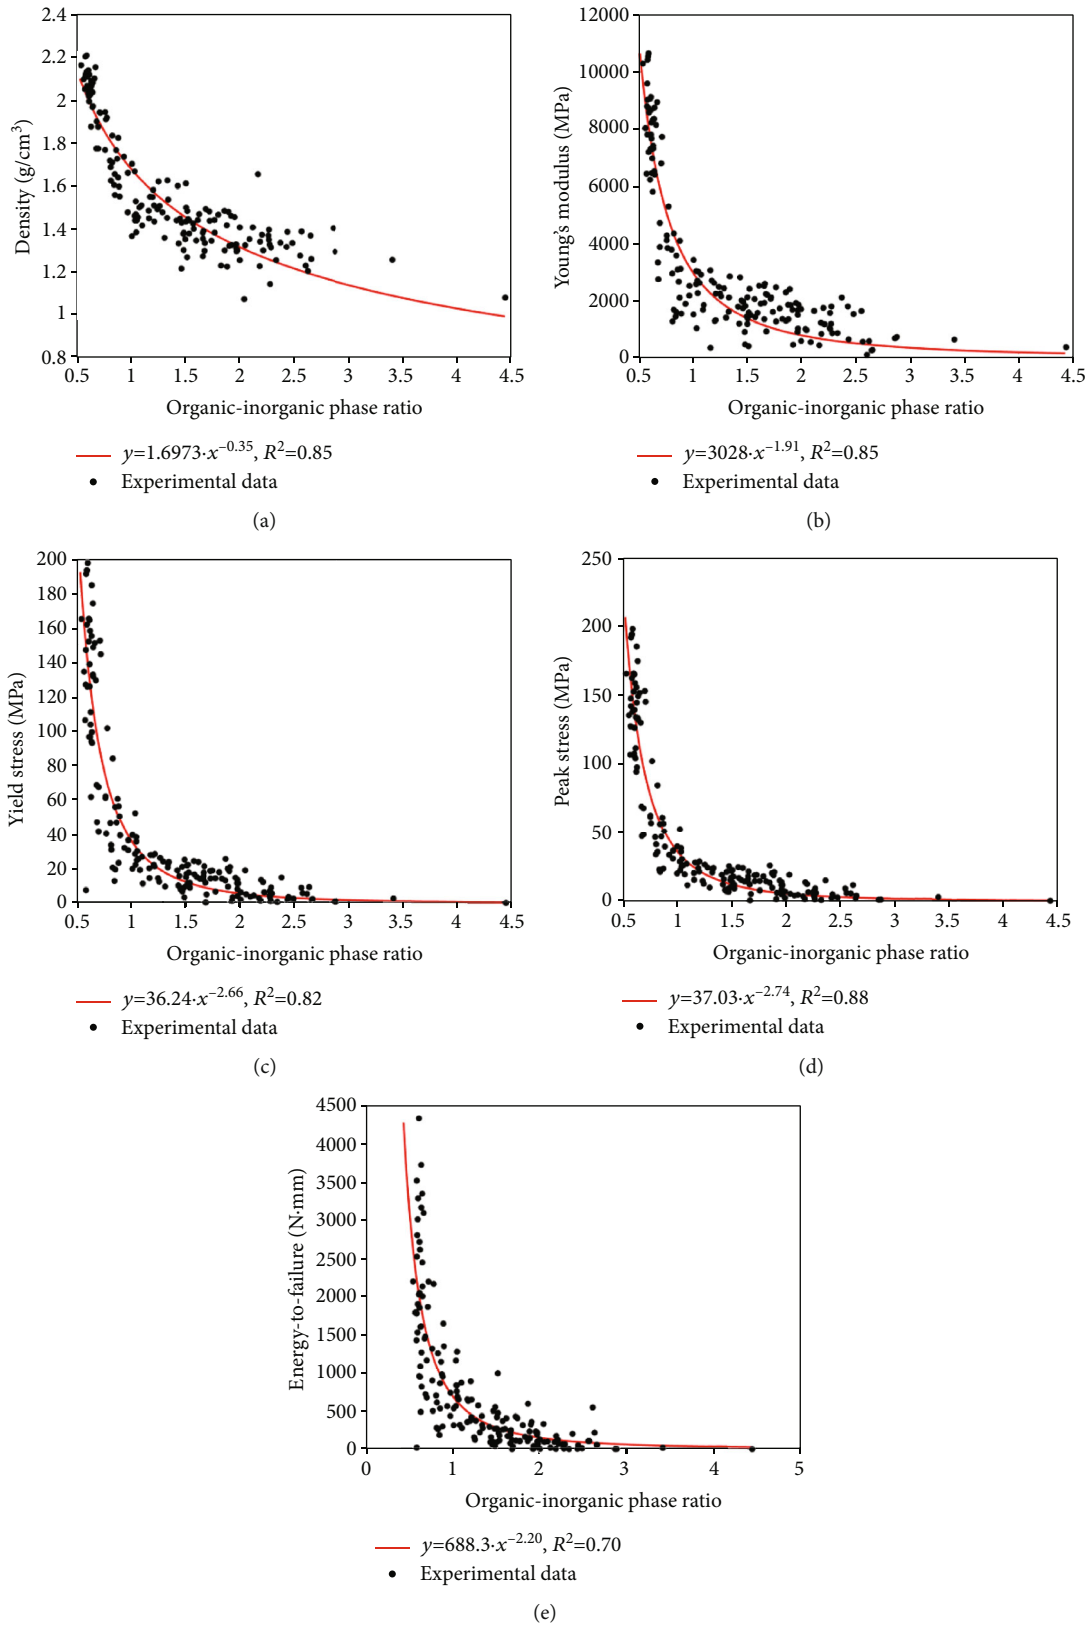 2.4
2.2
2
1.8
1.6
1.4
1.2
1
0.8
Density (g/cm³)
0.5 1 1.5 2 2.5 3 3.5 4 4.5
Organic-inorganic phase ratio
y=1.6973·x⁻⁰·³⁵, R²=0.85
Experimental data
(a)
12000
10000
8000
6000
4000
2000
0
Young's modulus (MPa)
0.5 1 1.5 2 2.5 3 3.5 4 4.5
Organic-inorganic phase ratio
y=3028·x⁻¹·⁹¹, R²=0.85
Experimental data
(b)
200
180
160
140
120
100
80
60
40
20
0
Yield stress (MPa)
0.5 1 1.5 2 2.5 3 3.5 4 4.5
Organic-inorganic phase ratio
y=36.24·x⁻²·⁶⁶, R²=0.82
Experimental data
(c)
250
200
150
100
50
0
Peak stress (MPa)
0.5 1 1.5 2 2.5 3 3.5 4 4.5
Organic-inorganic phase ratio
y=37.03·x⁻²·⁷⁴, R²=0.88
Experimental data
(d)
4500
4000
3500
3000
2500
2000
1500
1000
500
0
Energy-to-failure (N·mm)
0 1 2 3 4 5
Organic-inorganic phase ratio
y=688.3·x⁻²·²⁰, R²=0.70
Experimental data
(e)